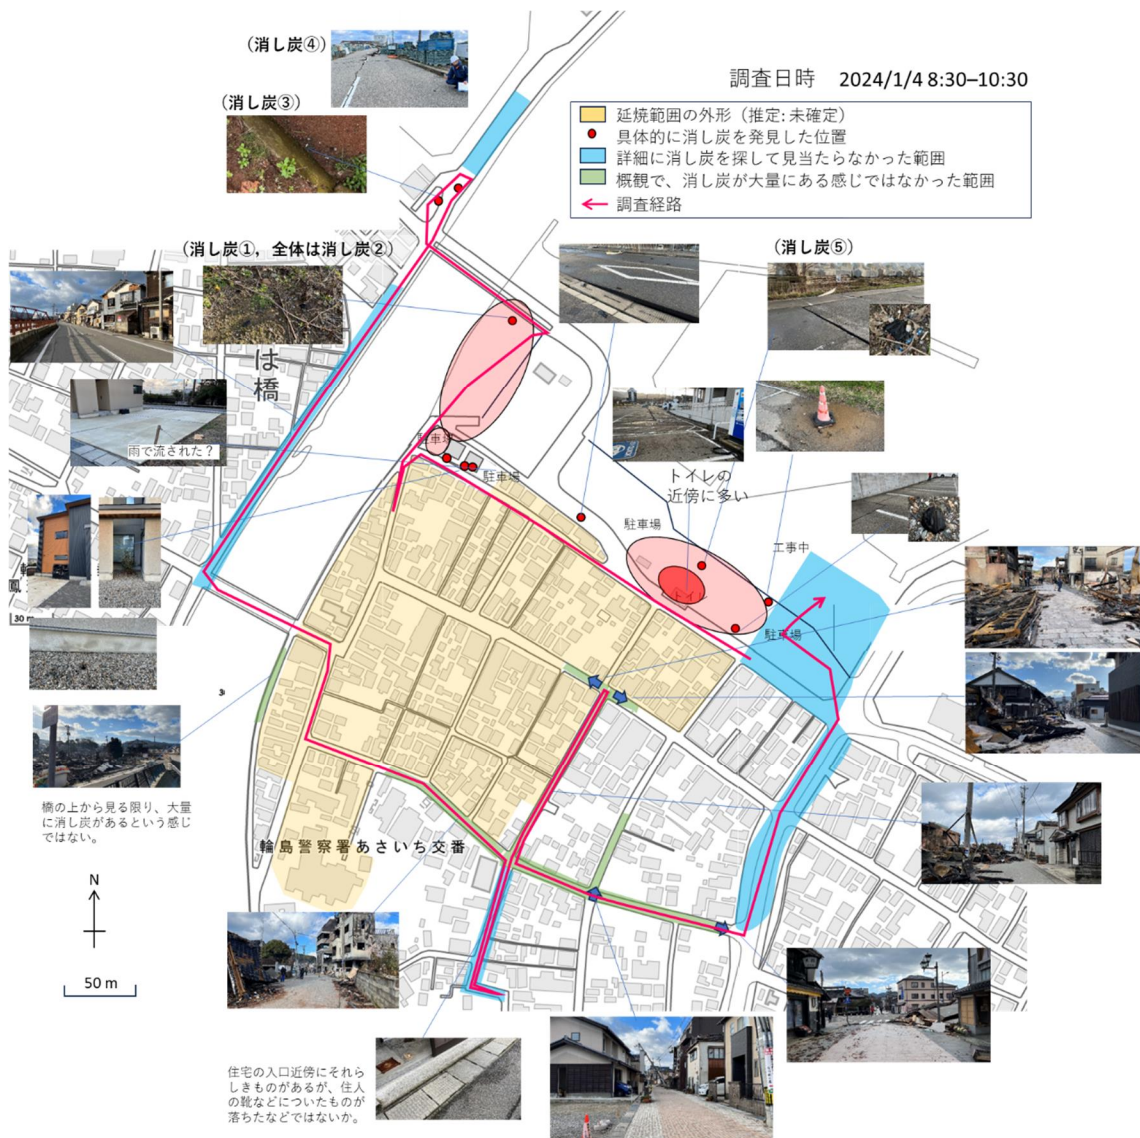 (消し炭④)
調査日時 2024/1/4 8:30–10:30
(消し炭③)
延焼範囲の外形（推定: 未確定）
具体的に消し炭を発見した位置
詳細に消し炭を探して見当たらなかった範囲
概観で、消し炭が大量にある感じではなかった範囲
調査経路
(消し炭①，全体は消し炭②)
(消し炭⑤)
は橋
雨で流された？
駐車場
駐車場
トイレの
近傍に多い
駐車場
工事中
トイ
駐車場
鳳
30 m
橋の上から見る限り、大量
に消し炭があるという感じ
ではない。
輪島警察署あさいち交番
N
50 m
住宅の入口近傍にそれら
しきものがあるが、住人
の靴などについたものが
落ちたなどではないか。